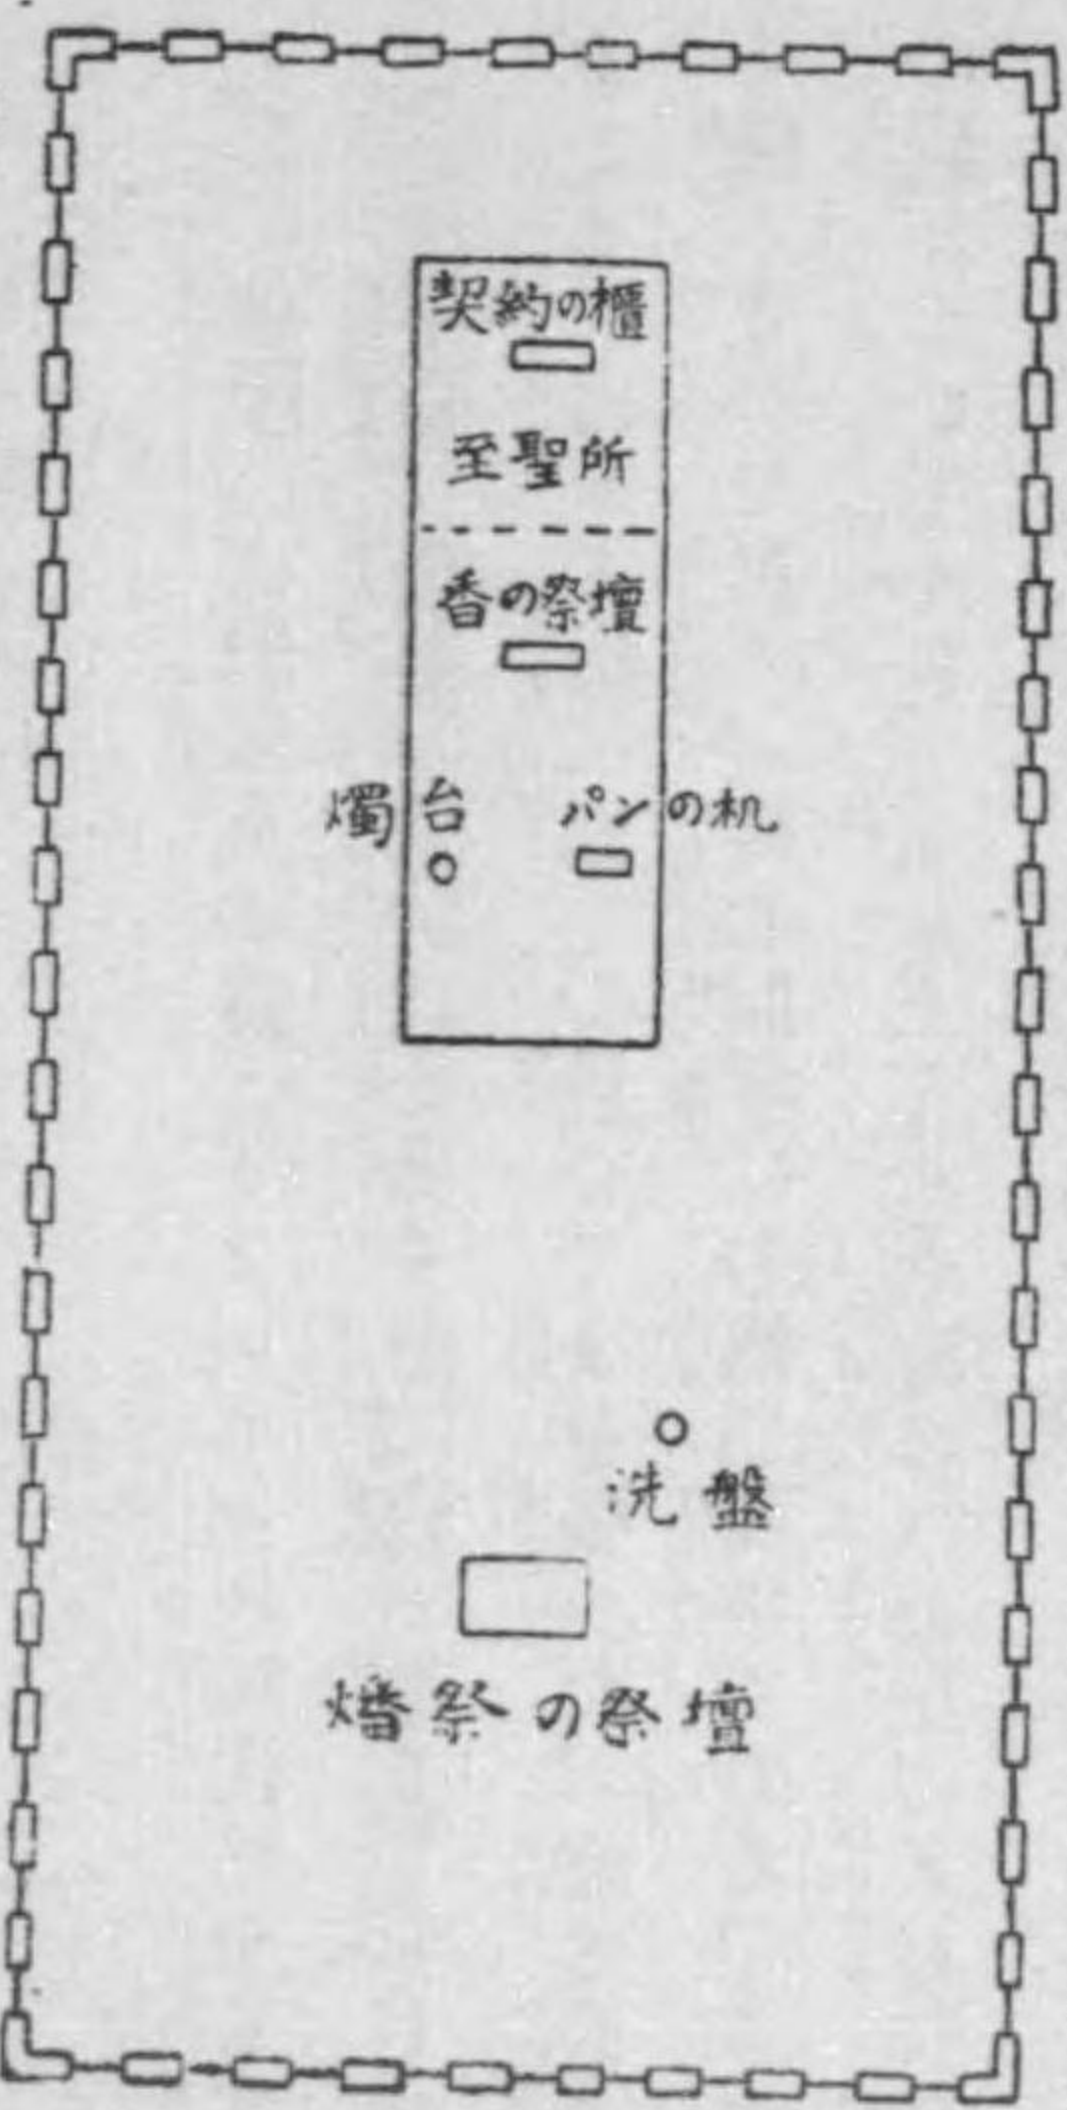 契約の櫃
至聖所
香の祭壇
燭台
パンの机
洗盤
燔祭の祭壇